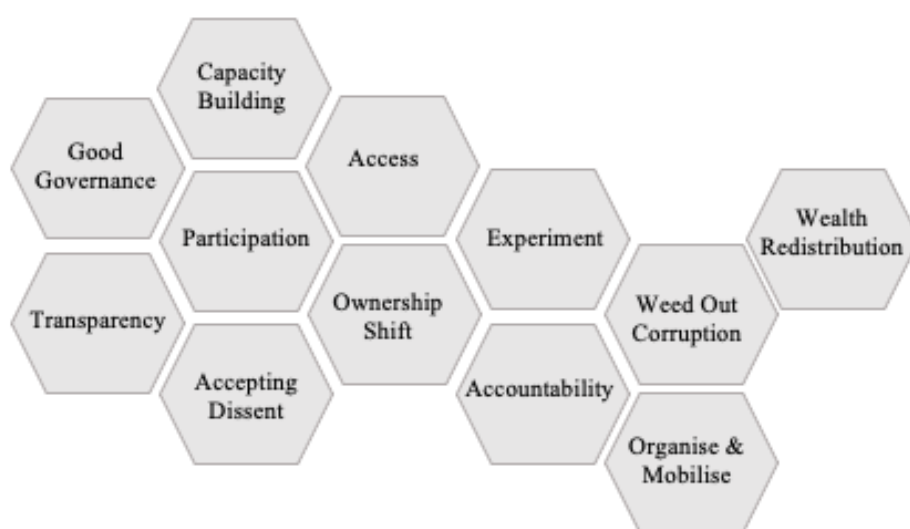 Capacity
Building
Good
Governance
Access
Participation
Experiment
Wealth
Redistribution
Transparency
Ownership
Shift
Weed Out
Corruption
Accepting
Dissent
Accountability
Organise &
Mobilise